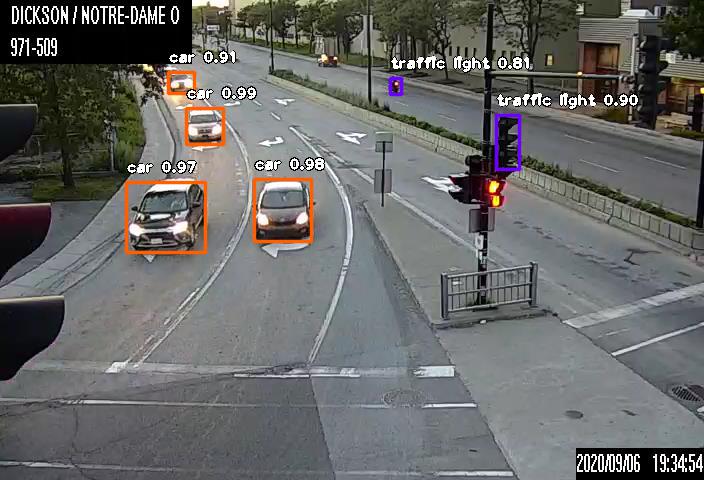 DICKSON / NOTRE-DAME O
971-509
car 0.91
traffic light 0.81
car 0.99
traffic light 0.90
car 0.97
car 0.98
2020/09/06 19:34:54